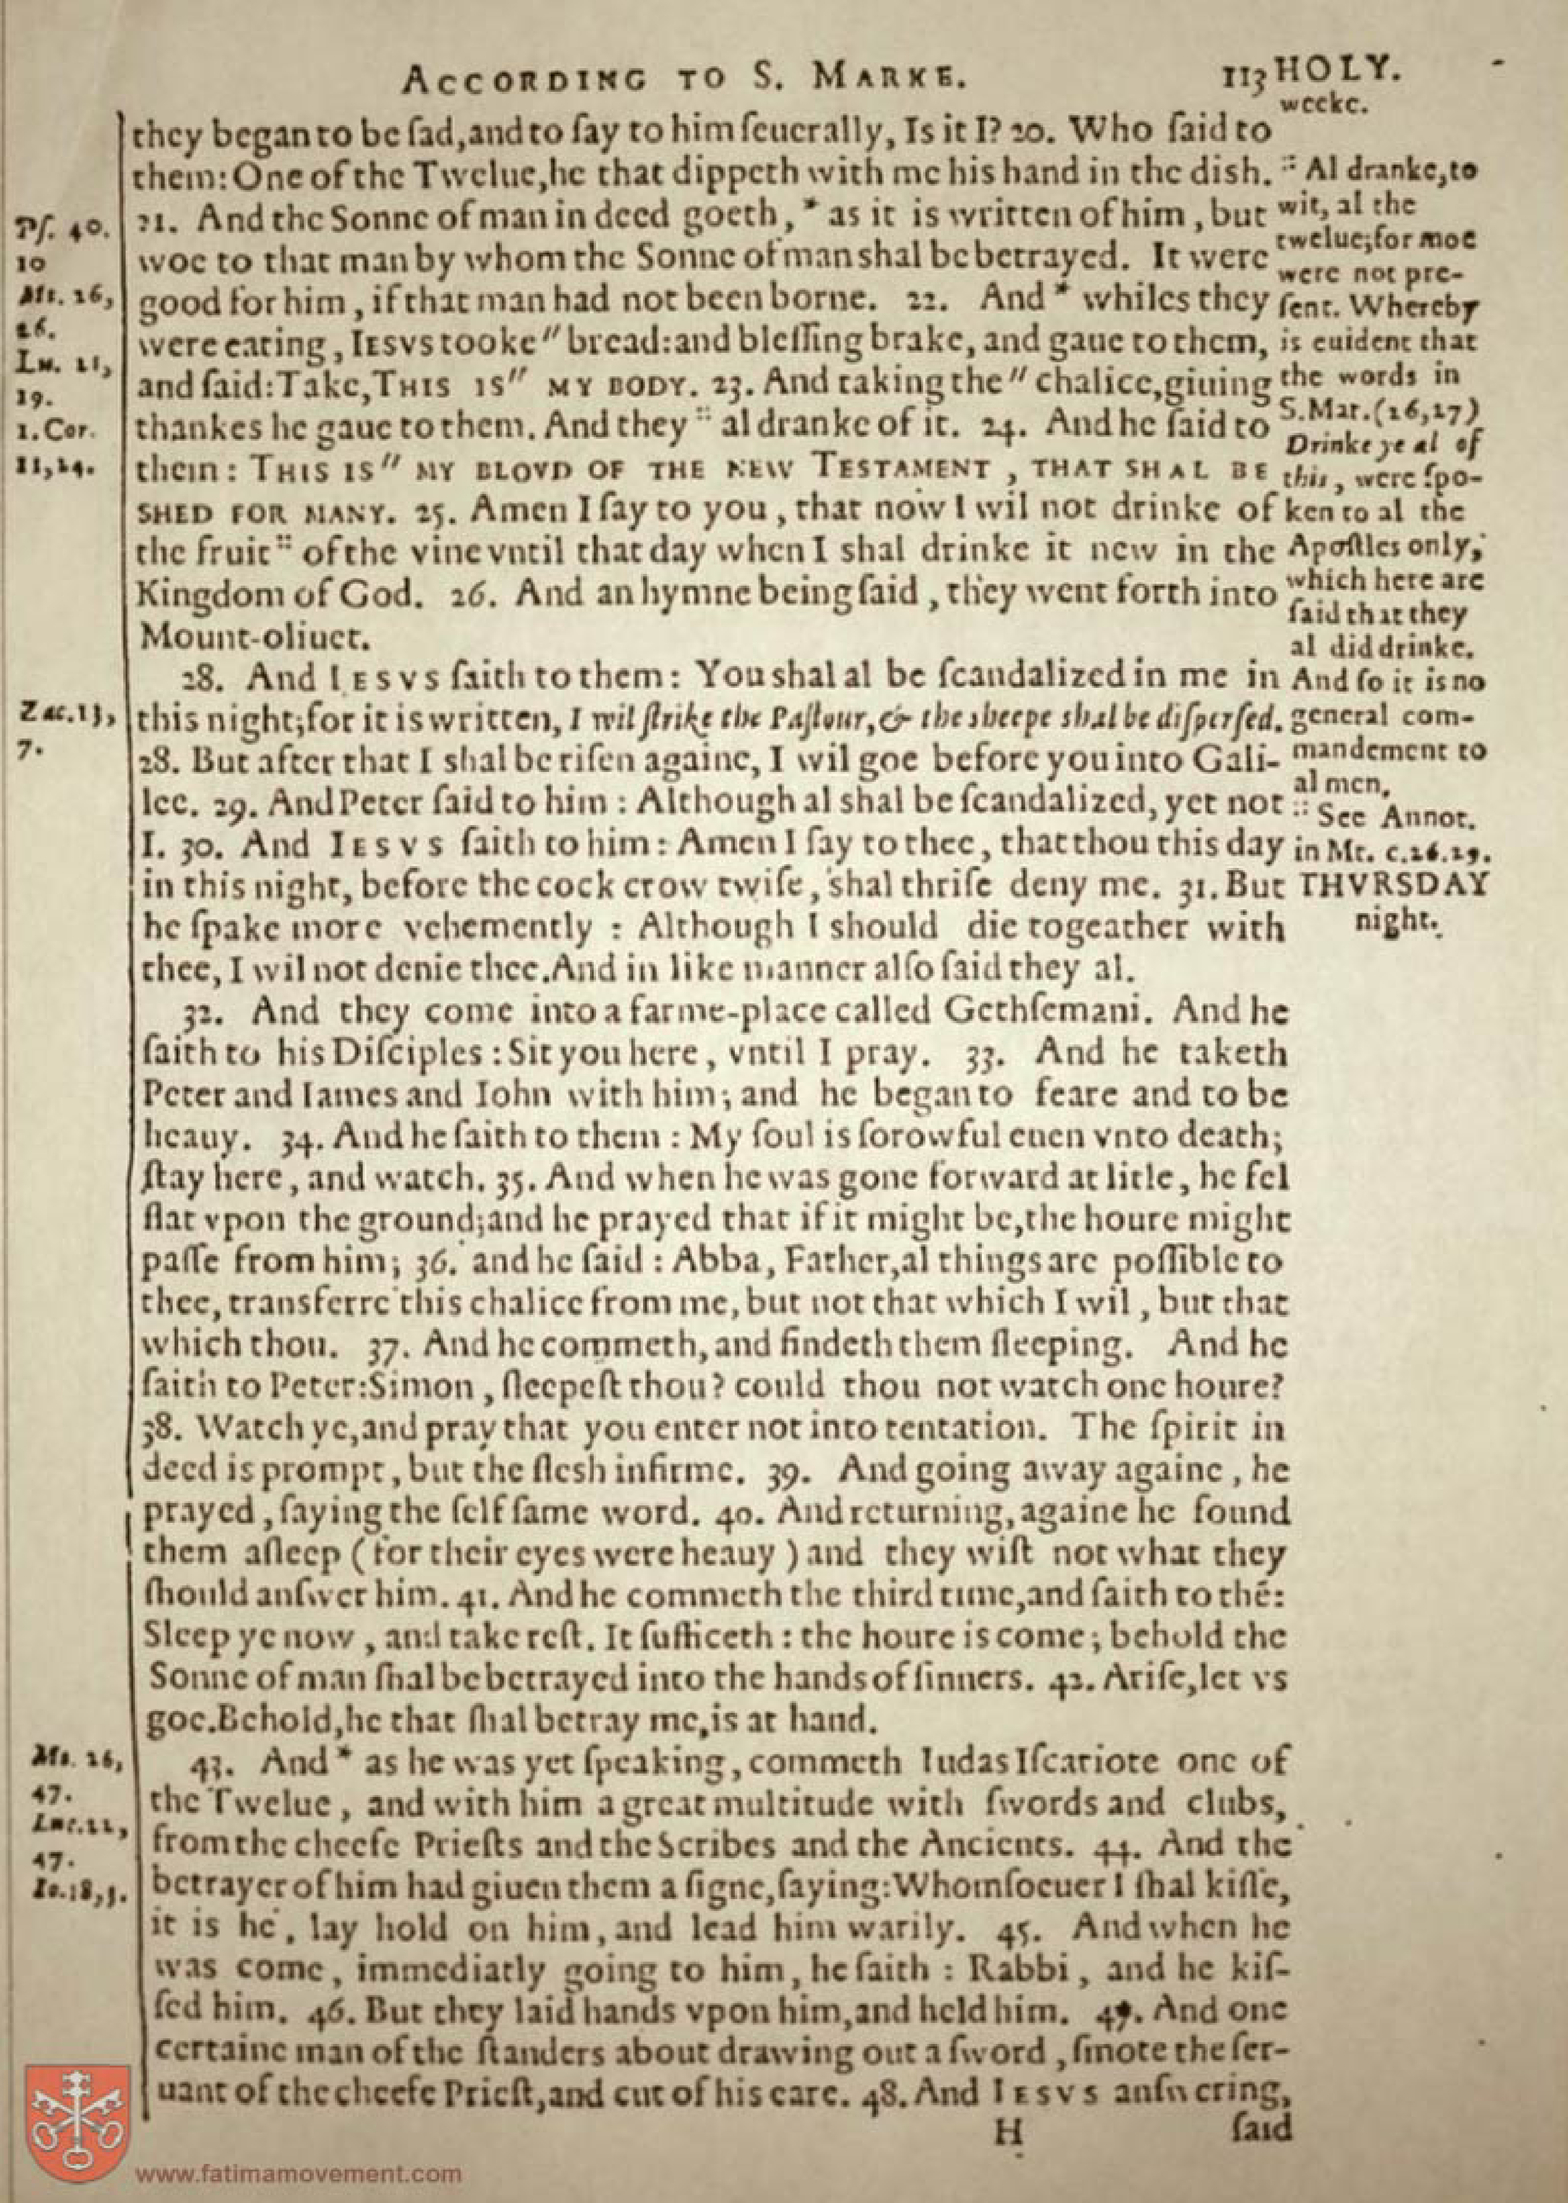 ACCORDING TO S. MARKE.
113 HOLY.
weeke.
they began to be ſad, and to ſay to him ſeuerally, Is it I? 20. Who ſaid to
them: One of the Twelue, he that dippeth with me his hand in the dish.
21. And the Sonne of man in deed goeth, * as it is written of him, but
woe to that man by whom the Sonne of man shal be betrayed. It were
good for him, if that man had not been borne. 22. And * whiles they
were eating, IESVS tooke " bread: and bleſſing brake, and gaue to them,
and ſaid: Take, THIS IS " MY BODY. 23. And taking the " chalice, giuing
thankes he gaue to them. And they :: al dranke of it. 24. And he ſaid to
them: THIS IS " MY BLOVD OF THE NEW TESTAMENT, THAT SHAL BE
SHED FOR MANY. 25. Amen I ſay to you, that now I wil not drinke of
the fruit :: of the vine vntil that day when I shal drinke it new in the
Kingdom of God. 26. And an hymne being ſaid, they went forth into
Mount-oliuet.
28. And IESVS ſaith to them: You shal al be ſcandalized in me in
this night; for it is written, I wil ſtrike the Paſtour, & the sheepe shal be diſperſed.
28. But after that I shal be riſen againe, I wil goe before you into Gali-
lee. 29. And Peter ſaid to him: Although al shal be ſcandalized, yet not
I. 30. And IESVS ſaith to him: Amen I ſay to thee, that thou this day
in this night, before the cock crow twiſe, shal thriſe deny me. 31. But
he ſpake more vehemently: Although I should die togeather with
thee, I wil not denie thee. And in like manner alſo ſaid they al.
32. And they come into a farme-place called Gethſemani. And he
ſaith to his Diſciples: Sit you here, vntil I pray. 33. And he taketh
Peter and Iames and Iohn with him; and he began to feare and to be
heauy. 34. And he ſaith to them: My ſoul is ſorowful euen vnto death;
ſtay here, and watch. 35. And when he was gone forward at litle, he fel
flat vpon the ground; and he prayed that if it might be, the houre might
paſſe from him; 36. and he ſaid: Abba, Father, al things are poſſible to
thee, transferre this chalice from me, but not that which I wil, but that
which thou. 37. And he commeth, and findeth them ſleeping. And he
ſaith to Peter: Simon, ſleepeſt thou? could thou not watch one houre?
38. Watch ye, and pray that you enter not into tentation. The ſpirit in
deed is prompt, but the flesh infirme. 39. And going away againe, he
prayed, ſaying the ſelf ſame word. 40. And returning, againe he found
them aſleep (for their eyes were heauy) and they wiſt not what they
ſhould anſwer him. 41. And he commeth the third time, and ſaith to thē:
Sleep ye now, and take reſt. It ſufficeth: the houre is come; behold the
Sonne of man ſhal be betrayed into the hands of ſinners. 42. Ariſe, let vs
goe. Behold, he that ſhal betray me, is at hand.
43. And * as he was yet ſpeaking, commeth Iudas Iſcariote one of
the Twelue, and with him a great multitude with ſwords and clubs,
from the cheefe Prieſts and the Scribes and the Ancients. 44. And the
betrayer of him had giuen them a ſigne, ſaying: Whomſoeuer I ſhal kiſſe,
it is he, lay hold on him, and lead him warily. 45. And when he
was come, immediatly going to him, he ſaith: Rabbi, and he kiſ-
ſed him. 46. But they laid hands vpon him, and held him. 47. And one
certaine man of the ſtanders about drawing out a ſword, ſmote the ſer-
uant of the cheefe Prieſt, and cut of his eare. 48. And IESVS anſwering,
H
ſaid
Pſ. 40.
10
Mt. 26,
26.
Lu. 22,
19.
1. Cor.
11, 24.
Zac. 13,
7.
Mt. 26,
47.
Luc. 22,
47.
Io. 18, 3.
:: Al dranke, to
wit, al the
twelue; for moe
were not pre-
ſent. Whereby
is euident that
the words in
S. Mat. (26, 27)
Drinke ye al of
this, were ſpo-
ken to al the
Apoſtles only,
which here are
ſaid that they
al did drinke.
And ſo it is no
general com-
mandement to
al men.
:: See Annot.
in Mt. c. 26. 29.
THVRSDAY
night.
www.fatimamovement.com